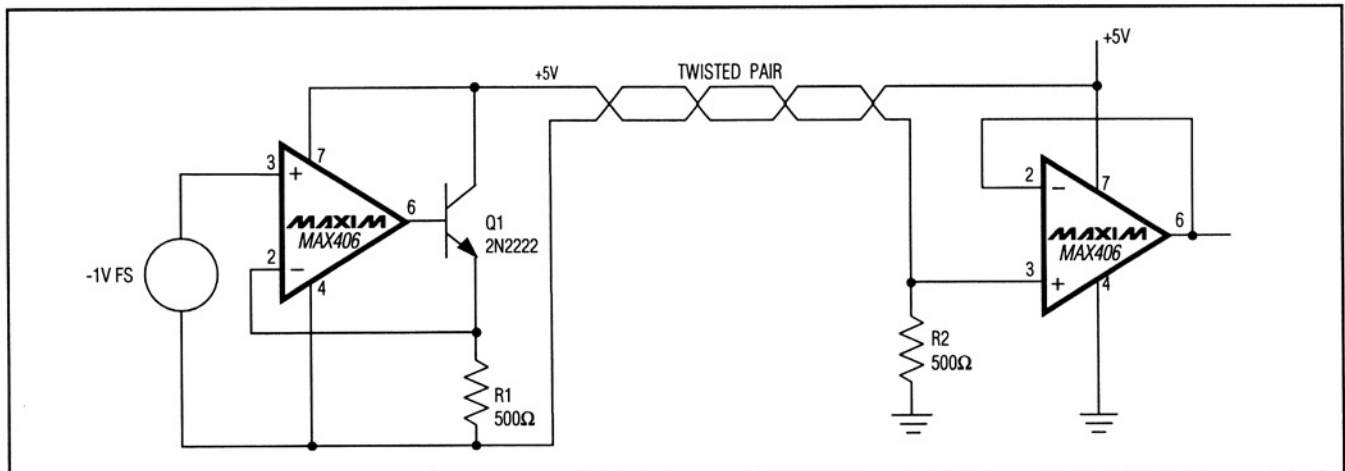 +5V
+5V
TWISTED PAIR
3
7
+
MAXIM
MAX406
6
Q1
2N2222
-1V FS
2
−
4
R1
500Ω
2
−
7
MAXIM
MAX406
6
3
+
4
R2
500Ω